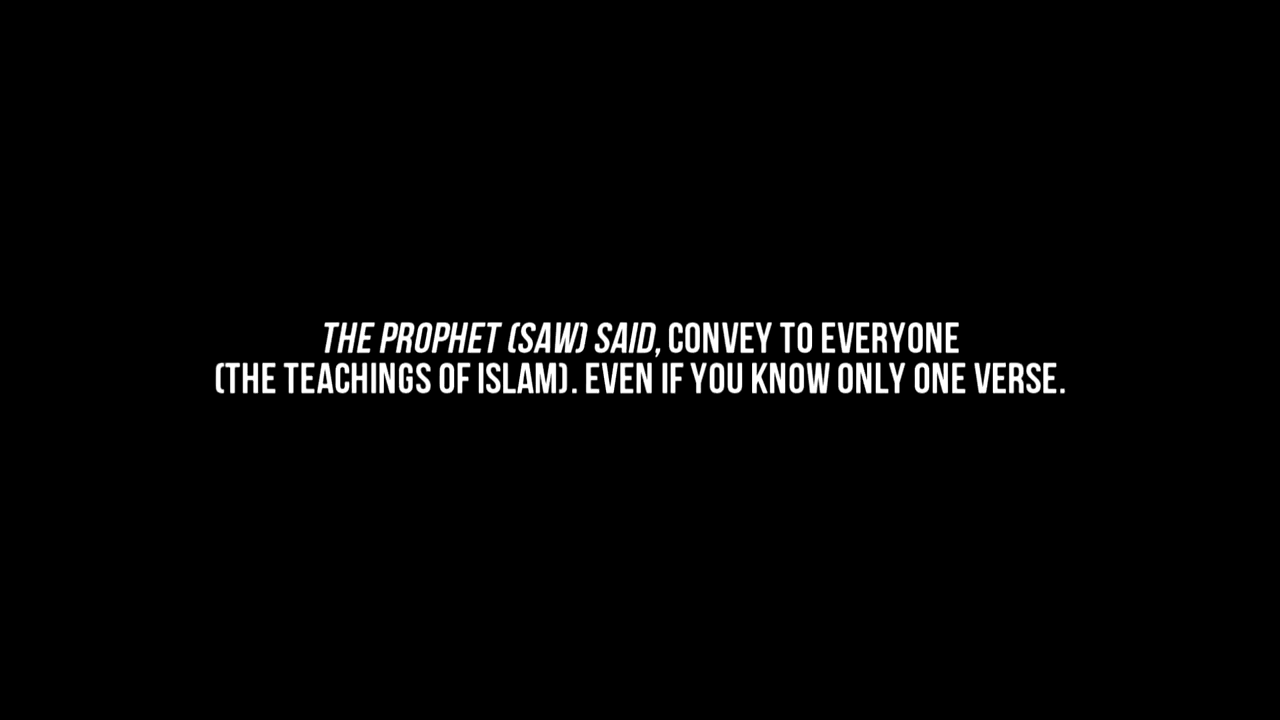 THE PROPHET (SAW) SAID, CONVEY TO EVERYONE
(THE TEACHINGS OF ISLAM). EVEN IF YOU KNOW ONLY ONE VERSE.